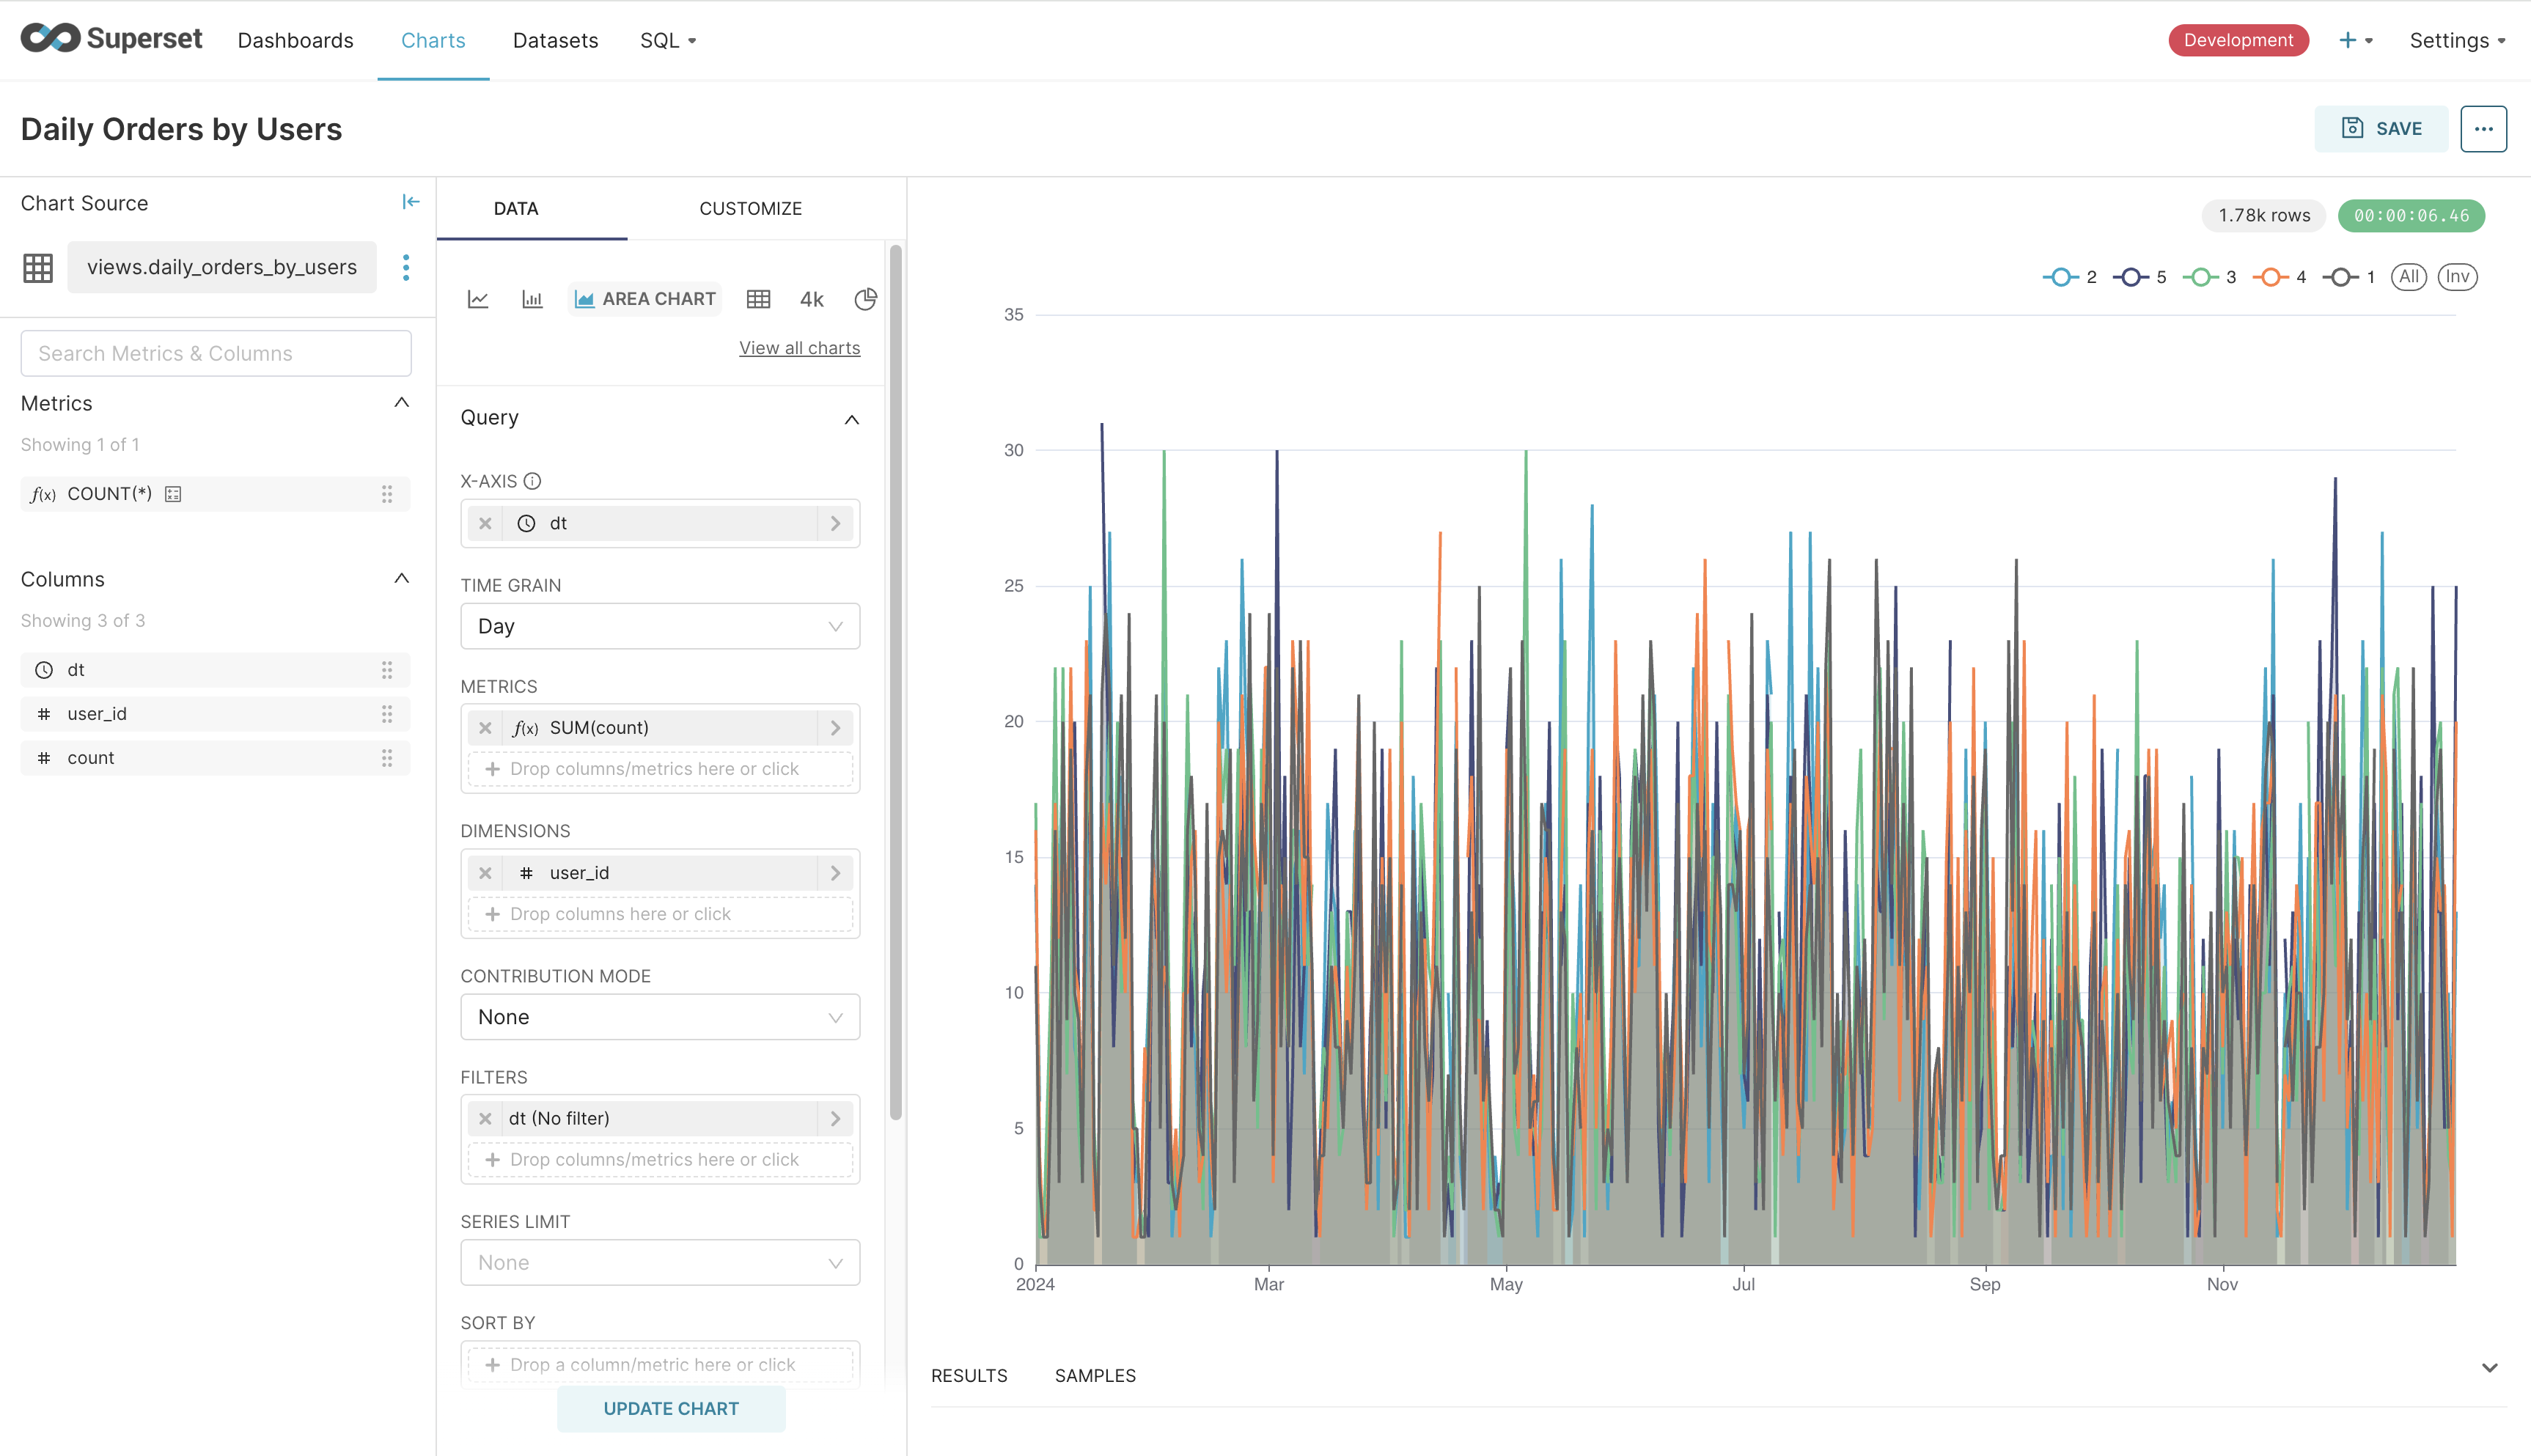 Superset Dashboards Charts Datasets SQL Development + Settings
Daily Orders by Users
SAVE ...
Chart Source
views.daily_orders_by_users
Search Metrics & Columns
Metrics
Showing 1 of 1
f(x) COUNT(*)
Columns
Showing 3 of 3
dt
# user_id
# count
DATA CUSTOMIZE
AREA CHART 4k
View all charts
Query
X-AXIS
dt
TIME GRAIN
Day
METRICS
f(x) SUM(count)
+ Drop columns/metrics here or click
DIMENSIONS
# user_id
+ Drop columns here or click
CONTRIBUTION MODE
None
FILTERS
dt (No filter)
+ Drop columns/metrics here or click
SERIES LIMIT
None
SORT BY
+ Drop a column/metric here or click
UPDATE CHART
1.78k rows 00:00:06.46
2 5 3 4 1 All Inv
35
30
25
20
15
10
5
0
2024 Mar May Jul Sep Nov
RESULTS SAMPLES